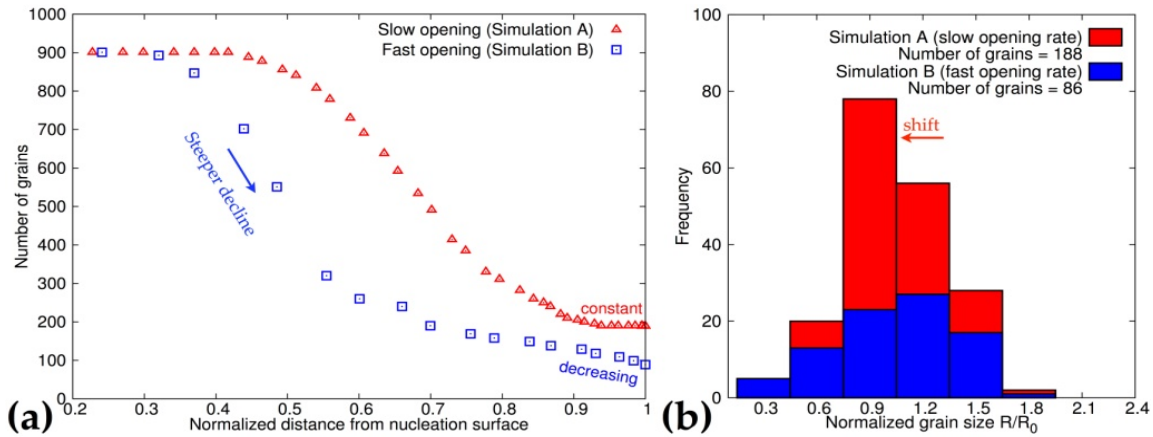 Slow opening (Simulation A)
Fast opening (Simulation B)
1000
900
800
700
600
500
400
300
200
100
0
Number of grains
Steeper decline
constant
decreasing
0.2
0.3
0.4
0.5
0.6
0.7
0.8
0.9
1
Normalized distance from nucleation surface
(a)
Simulation A (slow opening rate)
Number of grains = 188
Simulation B (fast opening rate)
Number of grains = 86
shift
100
80
60
40
20
0
Frequency
0.3
0.6
0.9
1.2
1.5
1.8
2.1
2.4
Normalized grain size R/R0
(b)